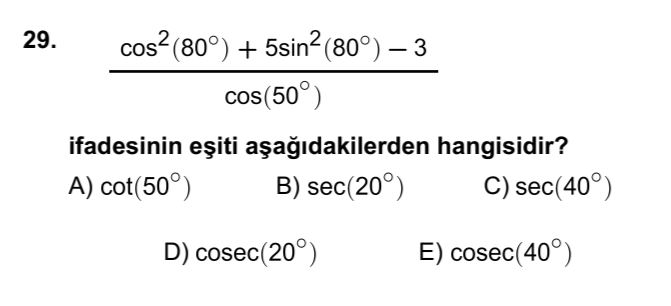 29.
cos²(80°) + 5sin²(80°) – 3
cos(50°)
ifadesinin eşiti aşağıdakilerden hangisidir?
A) cot(50°) B) sec(20°) C) sec(40°)
D) cosec(20°) E) cosec(40°)